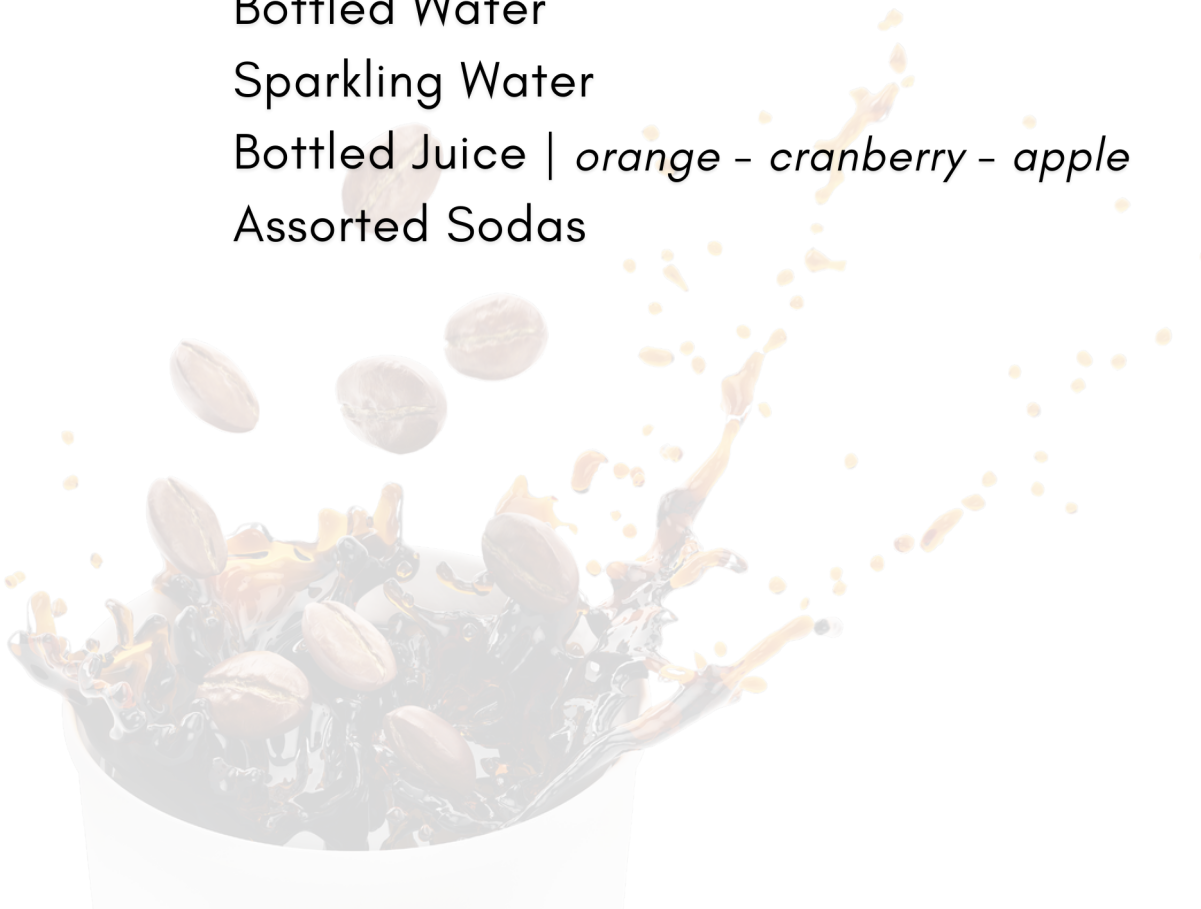 Bottled Water
Sparkling Water
Bottled Juice | orange - cranberry - apple
Assorted Sodas